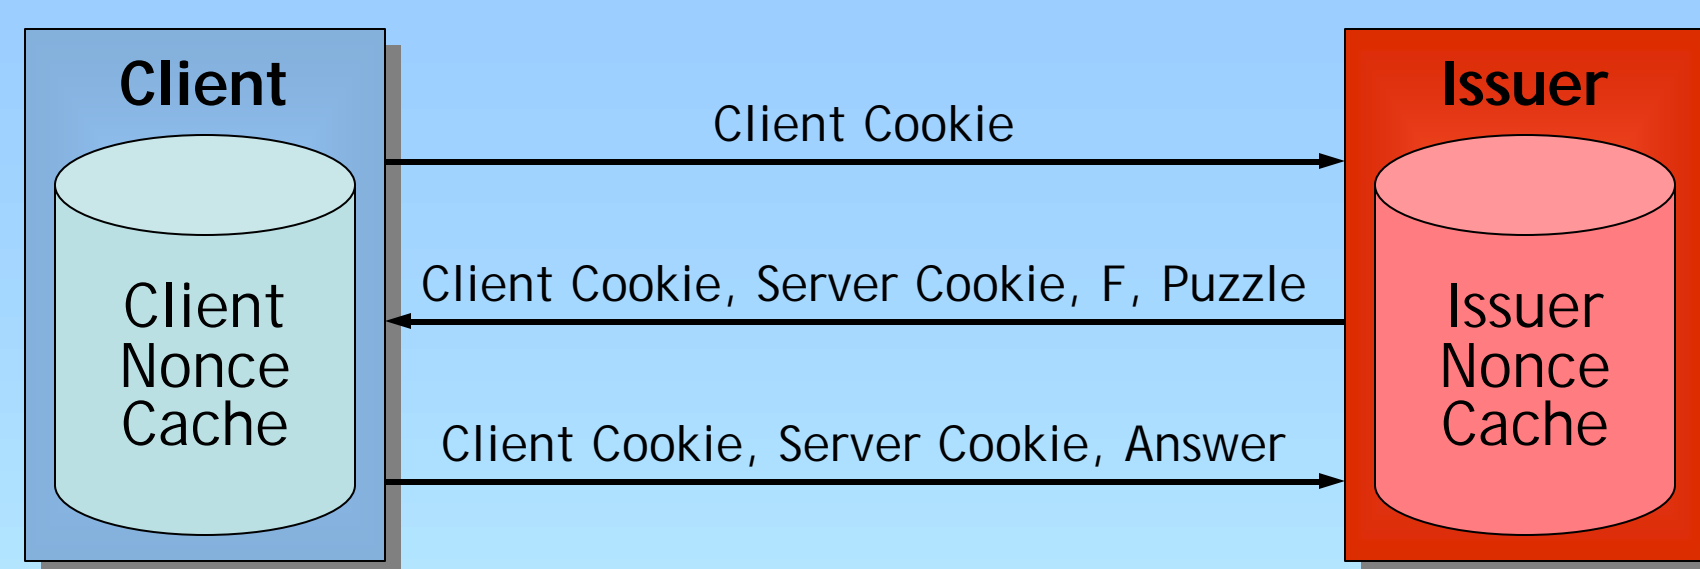 Client
Issuer
Client Cookie
Client Cookie, Server Cookie, F, Puzzle
Client Cookie, Server Cookie, Answer
Client
Nonce
Cache
Issuer
Nonce
Cache